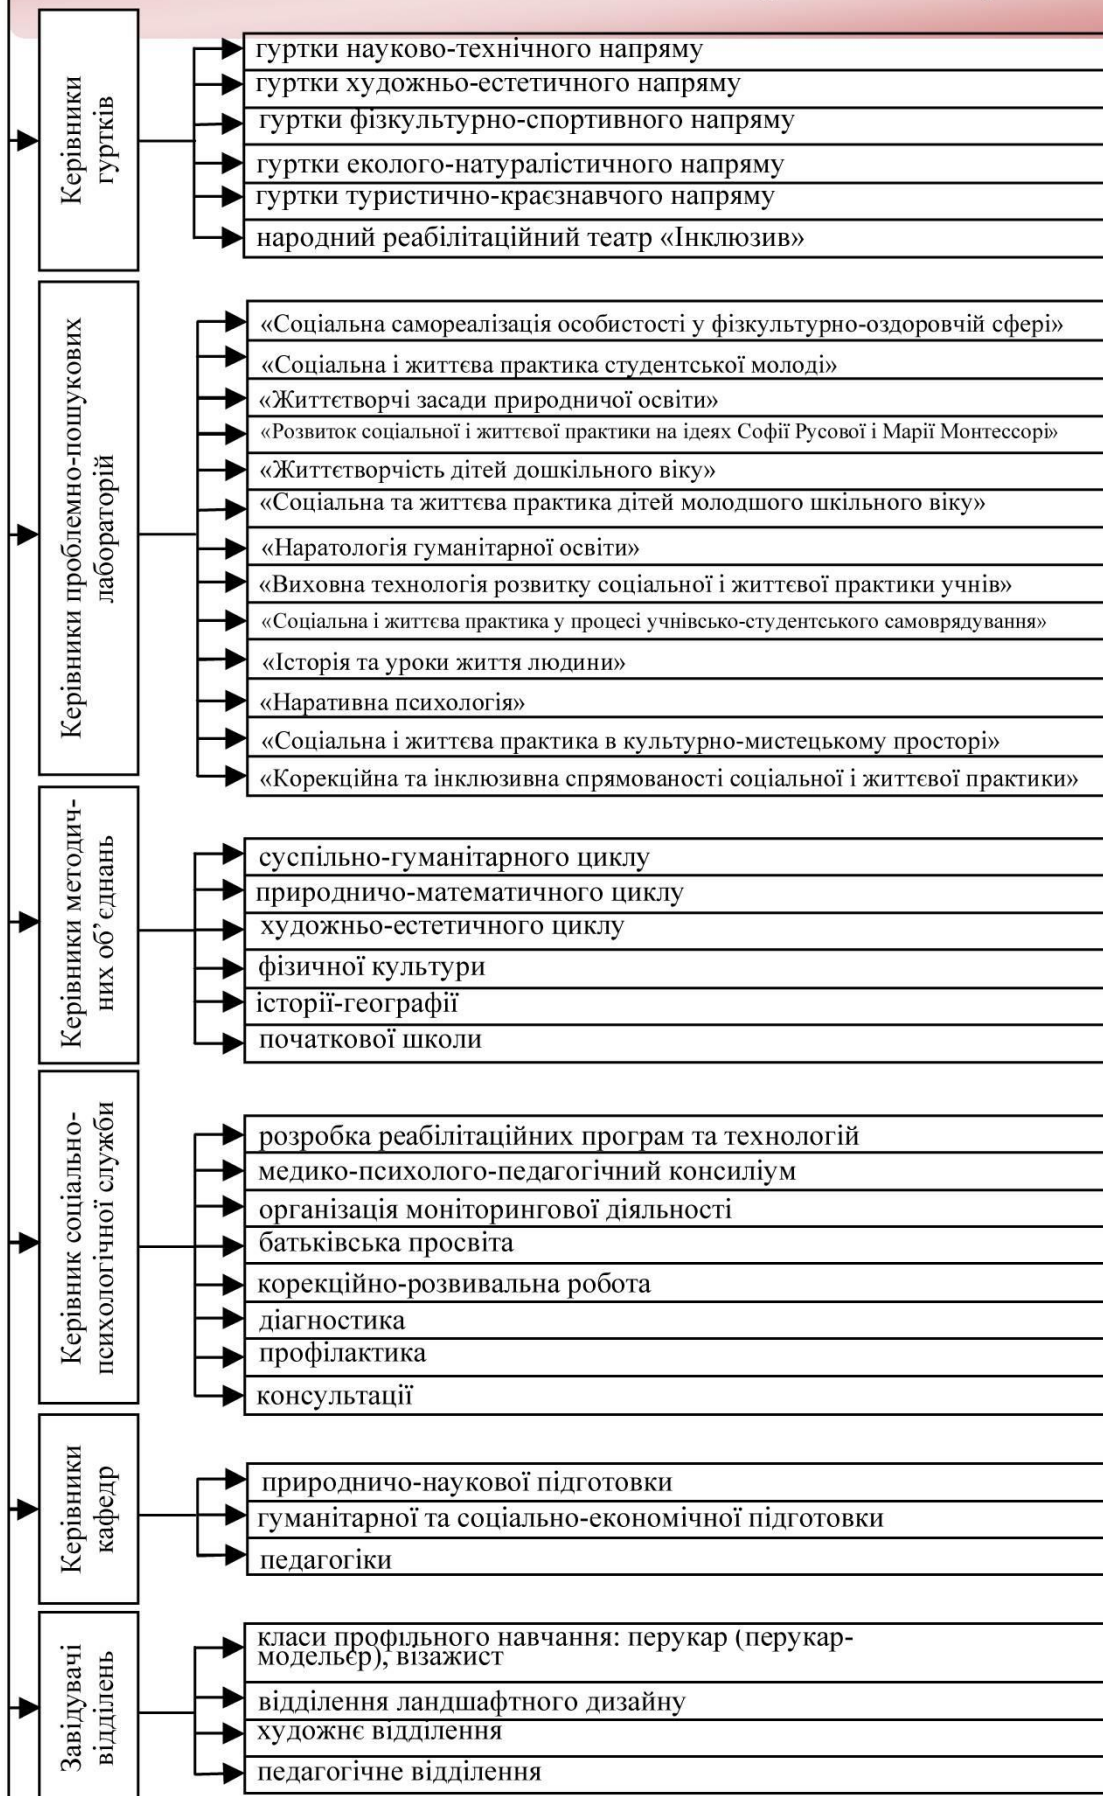 Керівники
гуртків
гуртки науково-технічного напряму
гуртки художньо-естетичного напряму
гуртки фізкультурно-спортивного напряму
гуртки еколого-натуралістичного напряму
гуртки туристично-краєзнавчого напряму
народний реабілітаційний театр «Інклюзив»
Керівники проблемно-пошукових
лабораторій
«Соціальна самореалізація особистості у фізкультурно-оздоровчій сфері»
«Соціальна і життєва практика студентської молоді»
«Життєтворчі засади природничої освіти»
«Розвиток соціальної і життєвої практики на ідеях Софії Русової і Марії Монтессорі»
«Життєтворчість дітей дошкільного віку»
«Соціальна та життєва практика дітей молодшого шкільного віку»
«Наратологія гуманітарної освіти»
«Виховна технологія розвитку соціальної і життєвої практики учнів»
«Соціальна і життєва практика у процесі учнівсько-студентського самоврядування»
«Історія та уроки життя людини»
«Наративна психологія»
«Соціальна і життєва практика в культурно-мистецькому просторі»
«Корекційна та інклюзивна спрямованості соціальної і життєвої практики»
Керівники методич-
них об’єднань
суспільно-гуманітарного циклу
природничо-математичного циклу
художньо-естетичного циклу
фізичної культури
історії-географії
початкової школи
Керівник соціально-
психологічної служби
розробка реабілітаційних програм та технологій
медико-психолого-педагогічний консиліум
організація моніторингової діяльності
батьківська просвіта
корекційно-розвивальна робота
діагностика
профілактика
консультації
Керівники
кафедр
природничо-наукової підготовки
гуманітарної та соціально-економічної підготовки
педагогіки
Завідувачі
відділень
класи профільного навчання: перукар (перукар-
модельєр), візажист
відділення ландшафтного дизайну
художнє відділення
педагогічне відділення